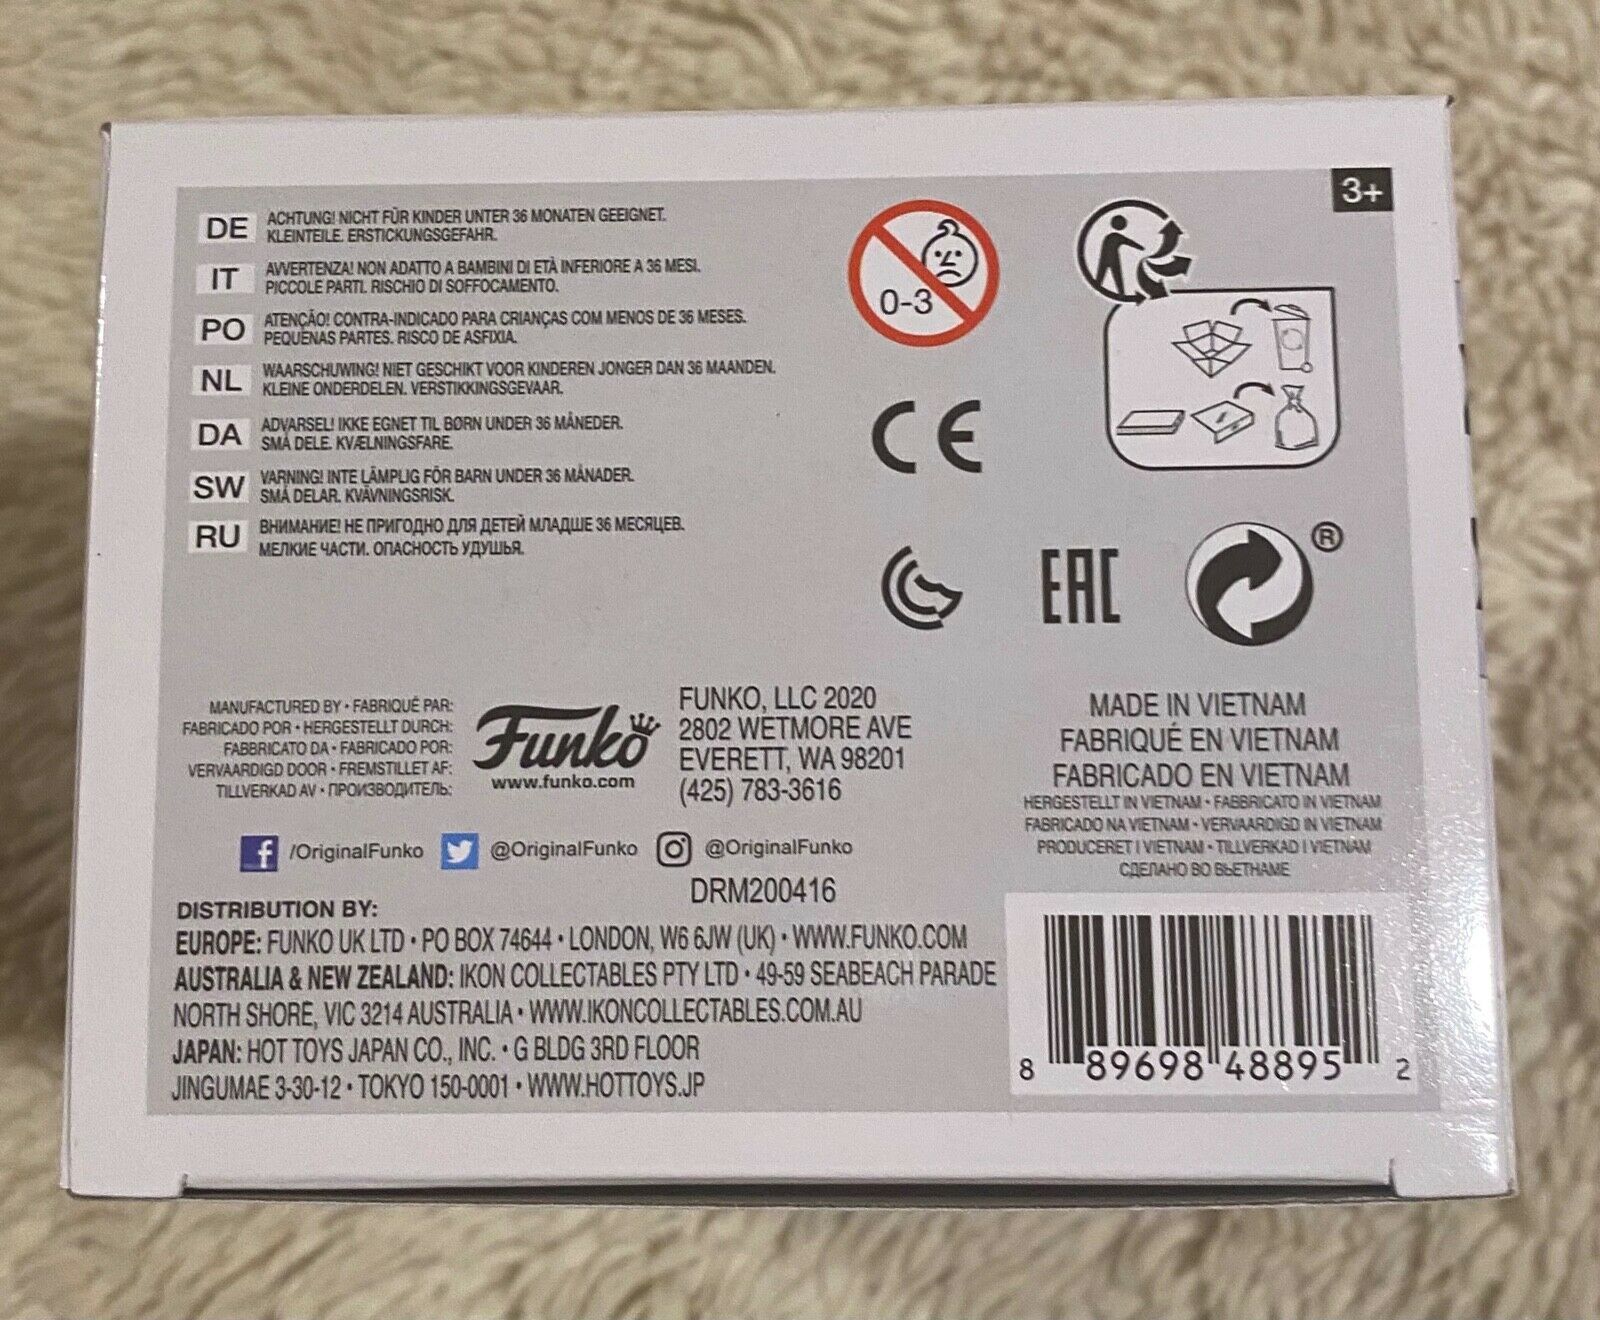 3+
DE ACHTUNG! NICHT FÜR KINDER UNTER 36 MONATEN GEEIGNET.
KLEINTEILE. ERSTICKUNGSGEFAHR.
IT AVVERTENZA! NON ADATTO A BAMBINI DI ETÀ INFERIORE A 36 MESI.
PICCOLE PARTI. RISCHIO DI SOFFOCAMENTO.
PO ATENÇÃO! CONTRA-INDICADO PARA CRIANÇAS COM MENOS DE 36 MESES.
PEQUENAS PARTES. RISCO DE ASFIXIA.
NL WAARSCHUWING! NIET GESCHIKT VOOR KINDEREN JONGER DAN 36 MAANDEN.
KLEINE ONDERDELEN. VERSTIKKINGSGEVAAR.
DA ADVARSEL! IKKE EGNET TIL BØRN UNDER 36 MÅNEDER.
SMÅ DELE. KVÆLNINGSFARE.
SW VARNING! INTE LÄMPLIG FÖR BARN UNDER 36 MÅNADER.
SMÅ DELAR. KVÄVNINGSRISK.
RU ВНИМАНИЕ! НЕ ПРИГОДНО ДЛЯ ДЕТЕЙ МЛАДШЕ 36 МЕСЯЦЕВ.
МЕЛКИЕ ЧАСТИ. ОПАСНОСТЬ УДУШЬЯ.
0-3
CE
EAC
®
MANUFACTURED BY • FABRIQUÉ PAR:
FABRICADO POR • HERGESTELLT DURCH:
FABBRICATO DA • FABRICADO POR:
VERVAARDIGD DOOR • FREMSTILLET AF:
TILLVERKAD AV • ПРОИЗВОДИТЕЛЬ:
Funko
www.funko.com
FUNKO, LLC 2020
2802 WETMORE AVE
EVERETT, WA 98201
(425) 783-3616
MADE IN VIETNAM
FABRIQUÉ EN VIETNAM
FABRICADO EN VIETNAM
HERGESTELLT IN VIETNAM • FABBRICATO IN VIETNAM
FABRICADO NA VIETNAM • VERVAARDIGD IN VIETNAM
PRODUCERET I VIETNAM • TILLVERKAD I VIETNAM
СДЕЛАНО ВО ВЬЕТНАМЕ
f /OriginalFunko @OriginalFunko @OriginalFunko
DRM200416
DISTRIBUTION BY:
EUROPE: FUNKO UK LTD • PO BOX 74644 • LONDON, W6 6JW (UK) • WWW.FUNKO.COM
AUSTRALIA & NEW ZEALAND: IKON COLLECTABLES PTY LTD • 49-59 SEABEACH PARADE
NORTH SHORE, VIC 3214 AUSTRALIA • WWW.IKONCOLLECTABLES.COM.AU
JAPAN: HOT TOYS JAPAN CO., INC. • G BLDG 3RD FLOOR
JINGUMAE 3-30-12 • TOKYO 150-0001 • WWW.HOTTOYS.JP
8 89698 48895 2